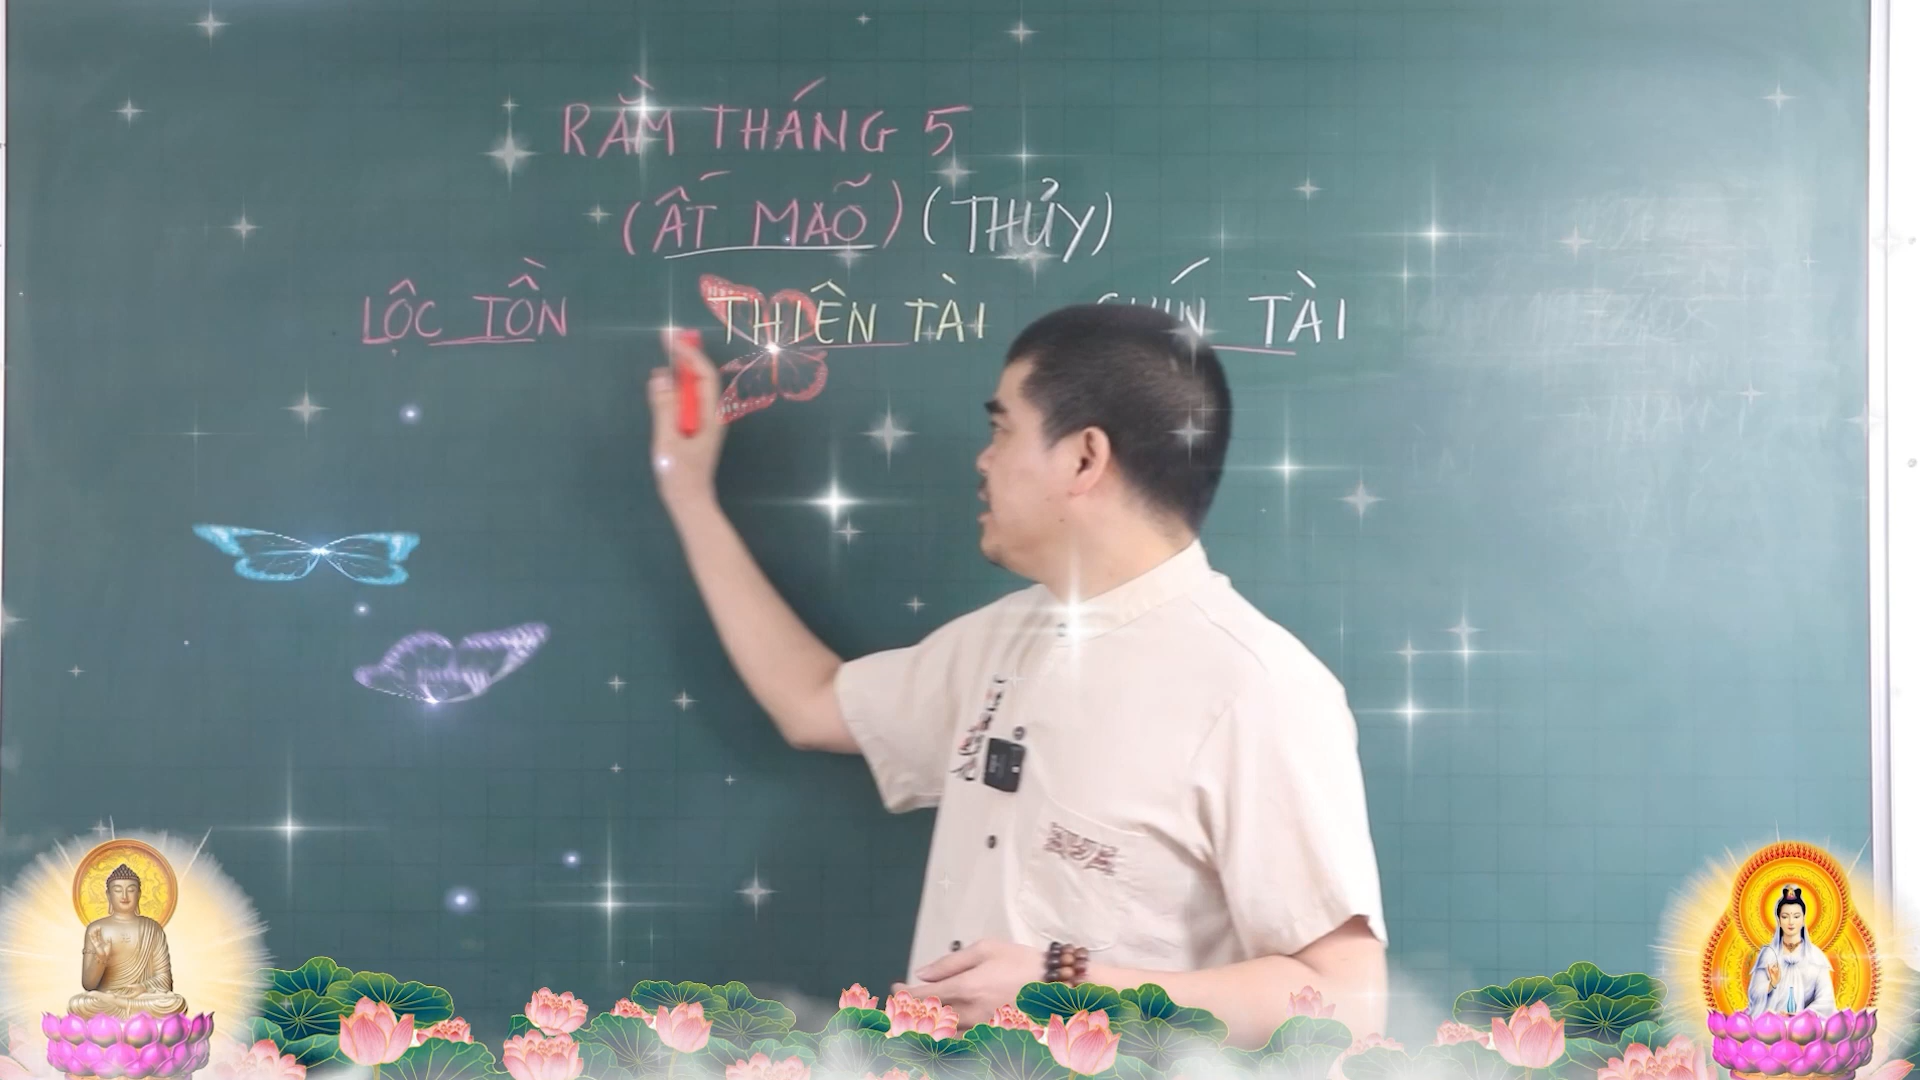 RẰM THÁNG 5
(ẤT MÃO) (THỦY)
LỘC TỒN THIÊN TÀI TÀI